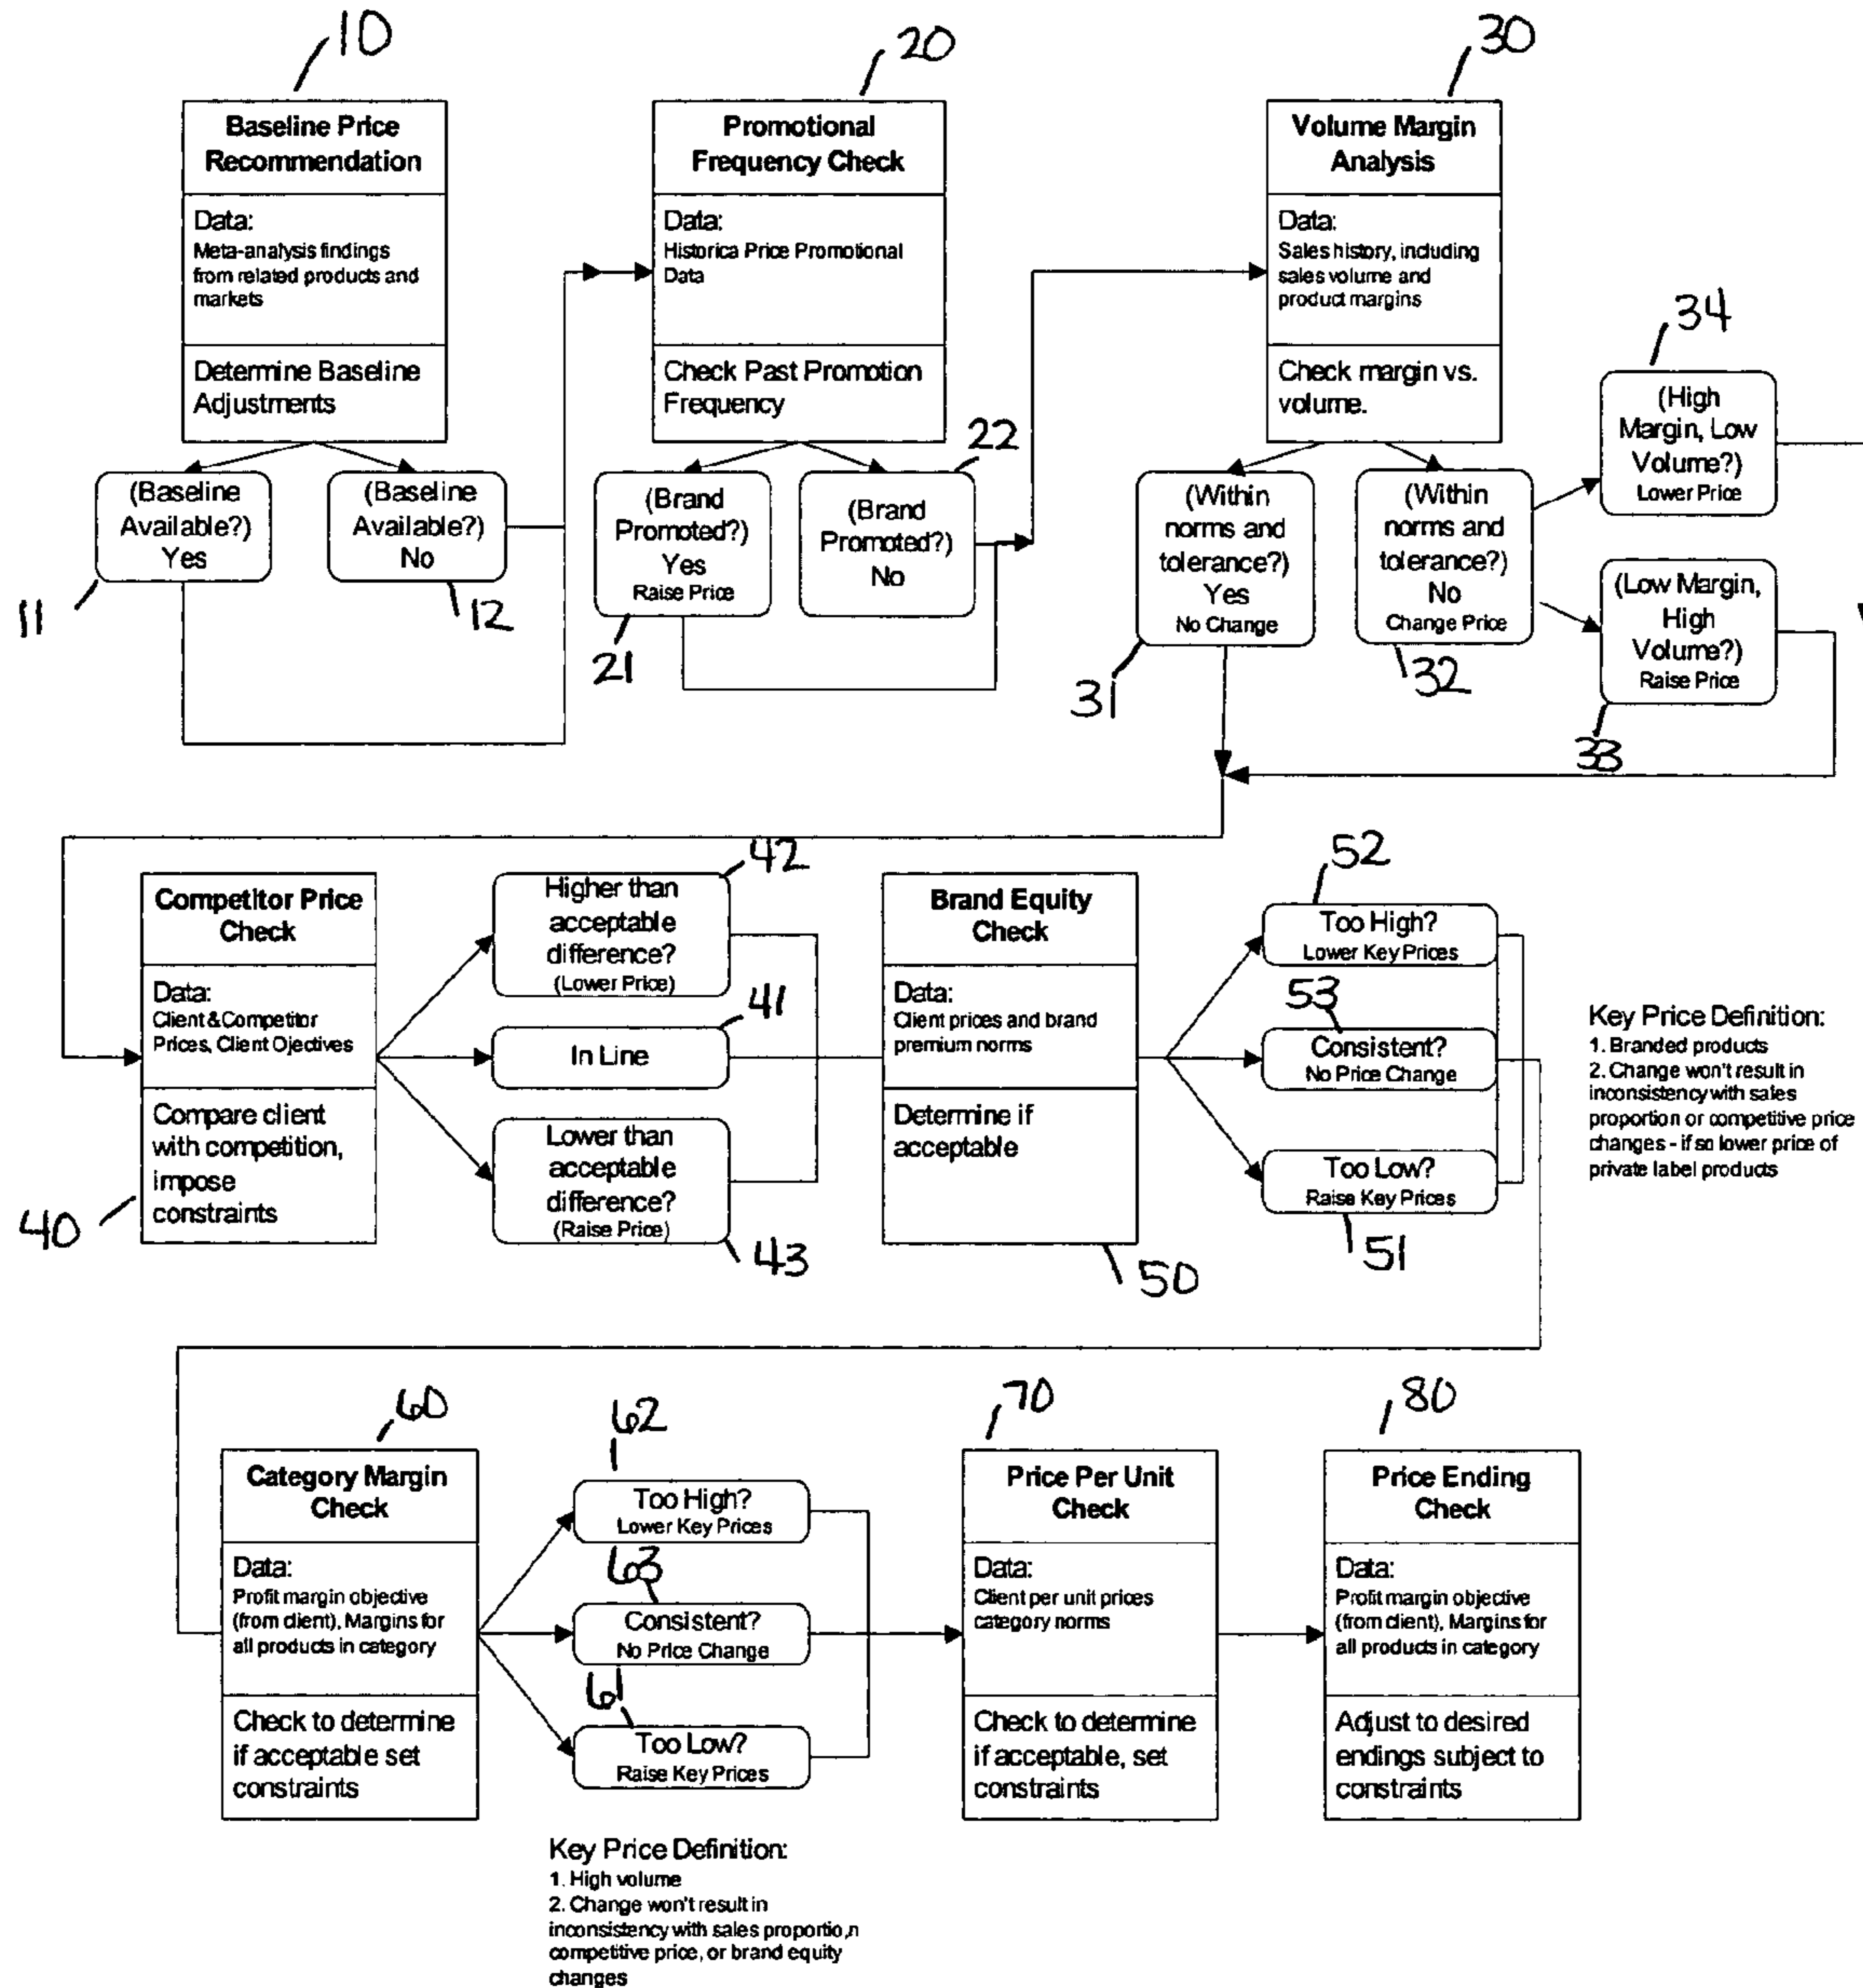 10
20
30
Baseline Price
Recommendation
Data:
Meta-analysis findings
from related products and
markets
Determine Baseline
Adjustments
(Baseline
Available?)
Yes
11
(Baseline
Available?)
No
12
Promotional
Frequency Check
Data:
Historica Price Promotional
Data
Check Past Promotion
Frequency
22
(Brand
Promoted?)
Yes
Raise Price
21
(Brand
Promoted?)
No
Volume Margin
Analysis
Data:
Sales history, including
sales volume and
product margins
Check margin vs.
volume.
(Within
norms and
tolerance?)
Yes
No Change
31
(Within
norms and
tolerance?)
No
Change Price
32
34
(High
Margin, Low
Volume?)
Lower Price
(Low Margin,
High
Volume?)
Raise Price
33
Competitor Price
Check
Data:
Client & Competitor
Prices, Client Ojectives
Compare client
with competition,
impose
constraints
40
42
Higher than
acceptable
difference?
(Lower Price)
41
In Line
Lower than
acceptable
difference?
(Raise Price)
43
Brand Equity
Check
Data:
Client prices and brand
premium norms
Determine if
acceptable
50
52
Too High?
Lower Key Prices
53
Consistent?
No Price Change
Too Low?
Raise Key Prices
51
Key Price Definition:
1. Branded products
2. Change won't result in
inconsistency with sales
proportion or competitive price
changes - if so lower price of
private label products
60
Category Margin
Check
Data:
Profit margin objective
(from client), Margins for
all products in category
Check to determine
if acceptable set
constraints
62
Too High?
Lower Key Prices
63
Consistent?
No Price Change
61
Too Low?
Raise Key Prices
Key Price Definition:
1. High volume
2. Change won't result in
inconsistency with sales proportio,n
competitive price, or brand equity
changes
70
Price Per Unit
Check
Data:
Client per unit prices
category norms
Check to determine
if acceptable, set
constraints
80
Price Ending
Check
Data:
Profit margin objective
(from client), Margins for
all products in category
Adjust to desired
endings subject to
constraints